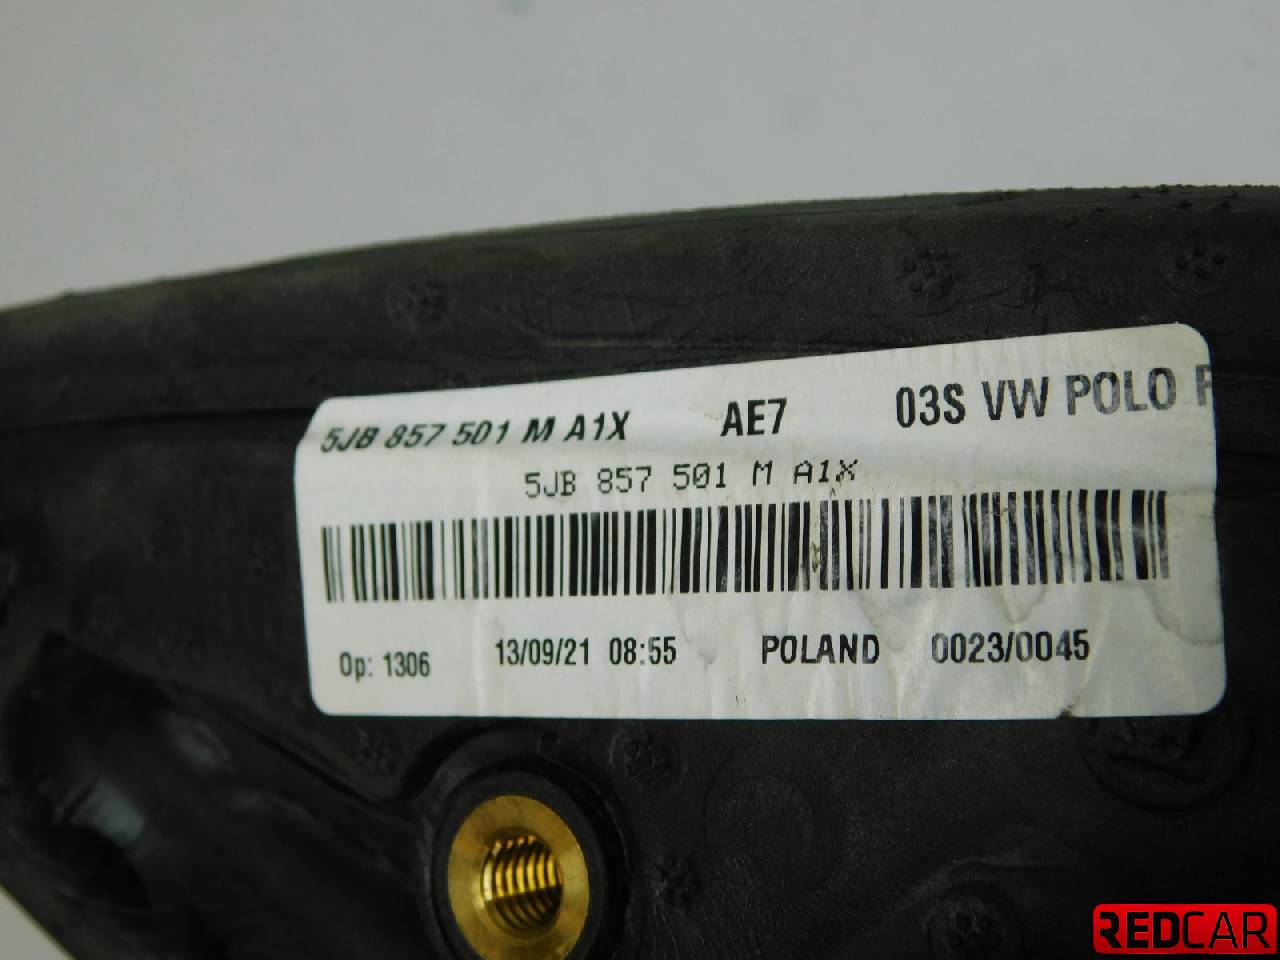 5JB 857 501 M A1X AE7 03S VW POLO
5JB 857 501 M A1X
Op: 1306 13/09/21 08:55 POLAND 0023/0045
REDCAR